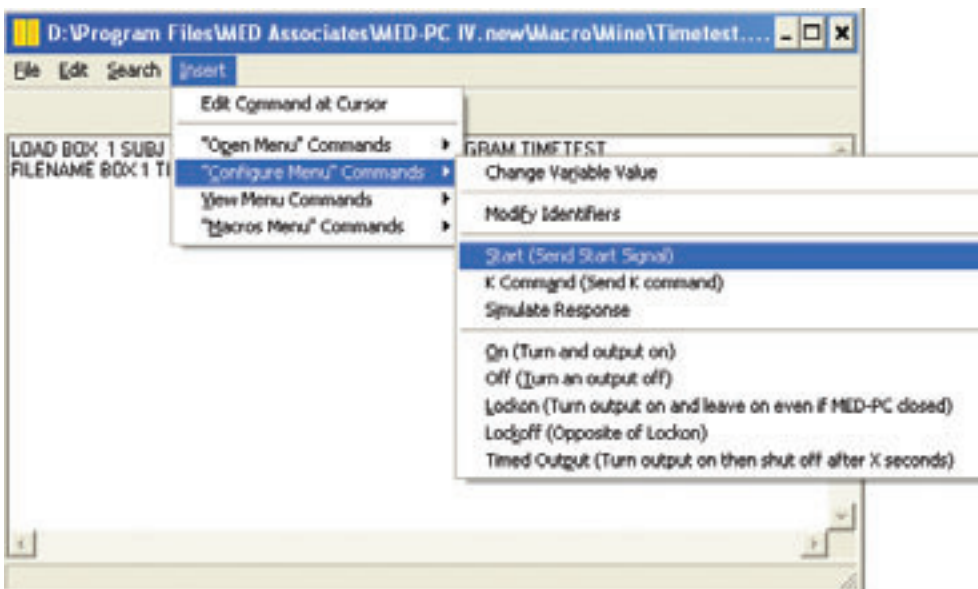 D:\Program Files\MED Associates\MED-PC IV.new\Macro\Mine\Timetest....
File Edit Search Insert
Edit Command at Cursor
LOAD BOX 1 SUBJ
"Open Menu" Commands
GRAM TIMETEST
FILENAME BOX 1 TI
"Configure Menu" Commands
View Menu Commands
"Macros Menu" Commands
Change Variable Value
Modify Identifiers
Start (Send Start Signal)
K Command (Send K command)
Simulate Response
On (Turn and output on)
Off (Turn an output off)
Lockon (Turn output on and leave on even if MED-PC closed)
Lockoff (Opposite of Lockon)
Timed Output (Turn output on then shut off after X seconds)